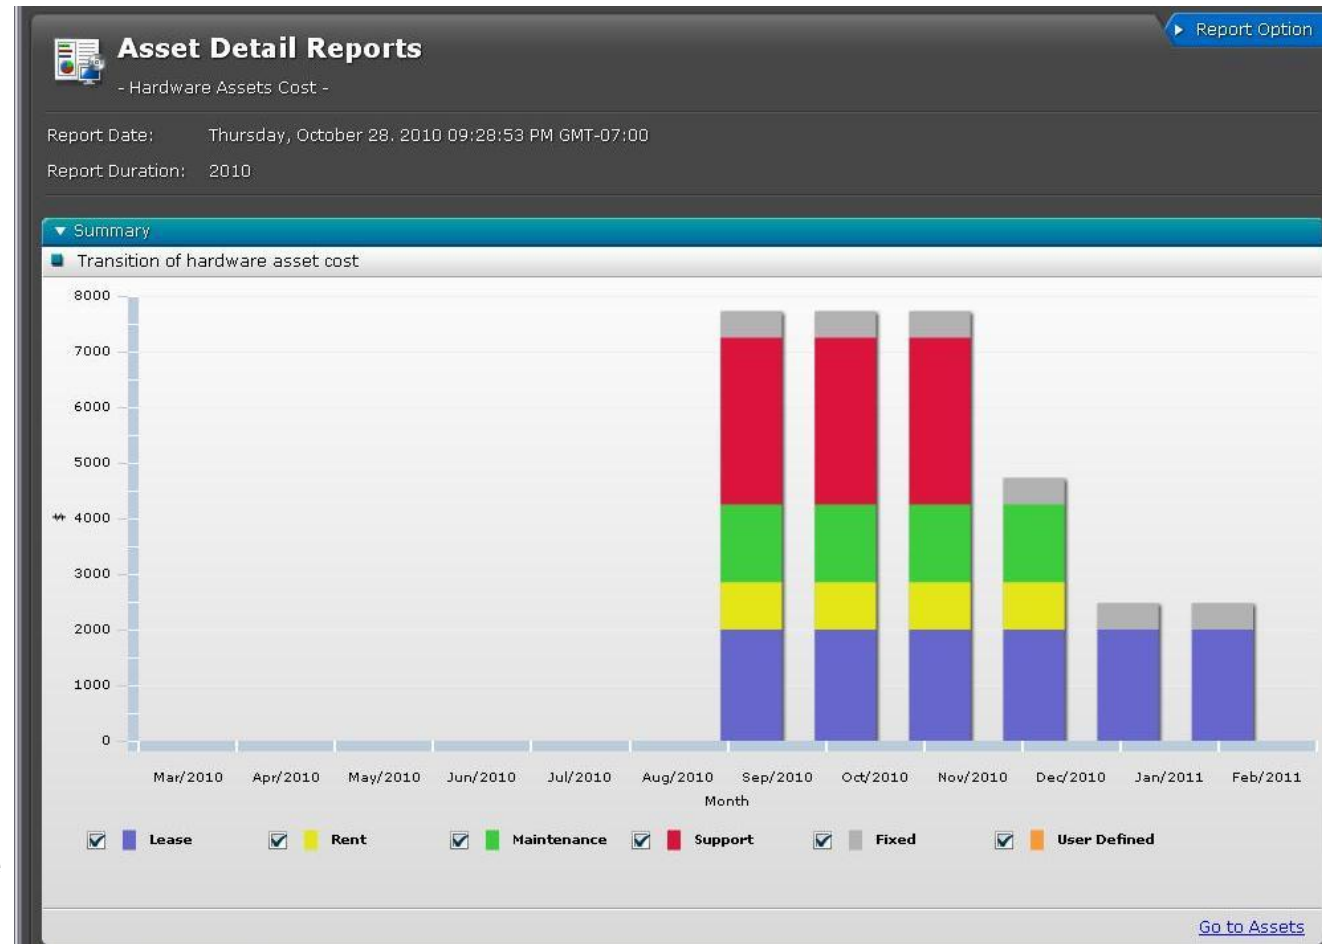 Report Option
Asset Detail Reports
- Hardware Assets Cost -
Report Date: Thursday, October 28. 2010 09:28:53 PM GMT-07:00
Report Duration: 2010
Summary
Transition of hardware asset cost
8000
7000
6000
5000
4000
3000
2000
1000
0
Mar/2010 Apr/2010 May/2010 Jun/2010 Jul/2010 Aug/2010 Sep/2010 Oct/2010 Nov/2010 Dec/2010 Jan/2011 Feb/2011
Month
Lease Rent Maintenance Support Fixed User Defined
Go to Assets